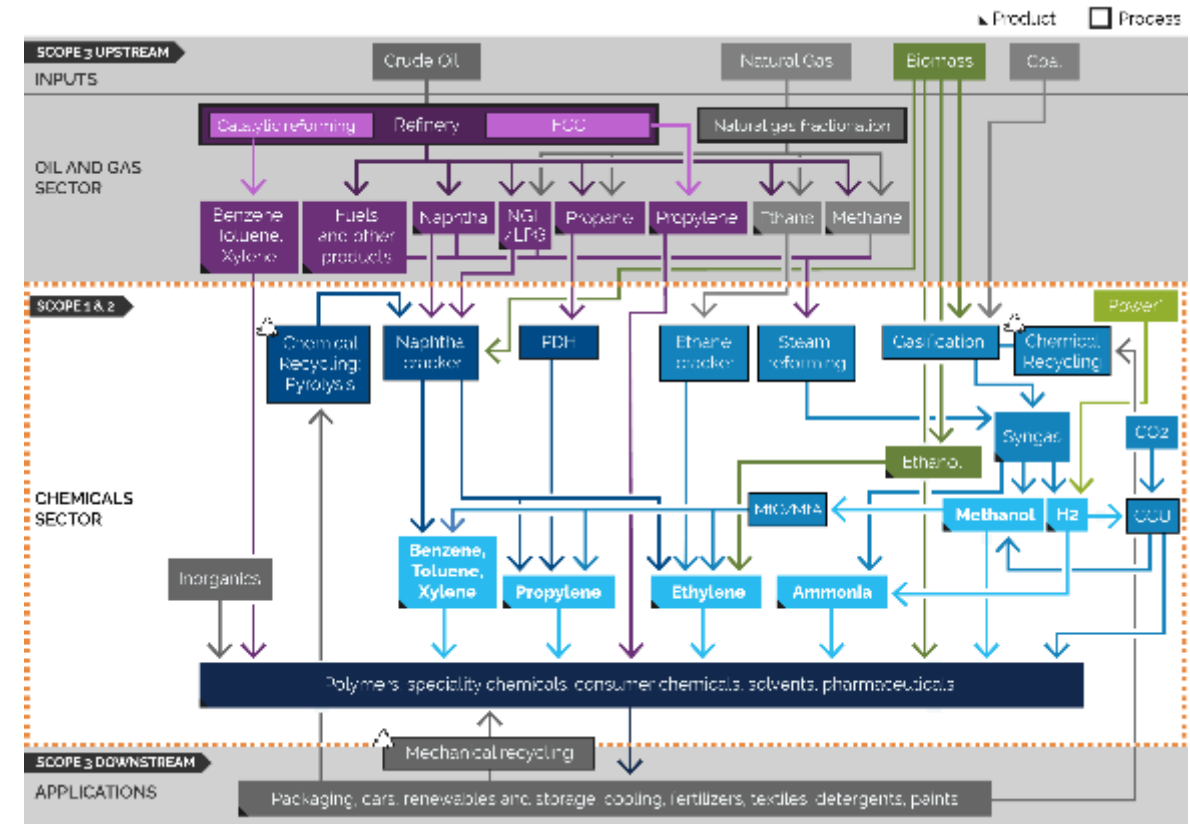 Product
Process
SCOPE 3 UPSTREAM
INPUTS
Crude Oil
Natural Gas
Biomass
Coal
Catalytic reforming
Refinery
FCC
Natural gas fractionation
OIL AND GAS
SECTOR
Benzene
Toluene,
Xylene
Fuels
and other
products
Naphtha
NGL
/LPG
Propane
Propylene
Ethane
Methane
SCOPE 1 & 2
Power
Chemical
Recycling:
Pyrolysis
Naphtha
cracker
PDH
Ethane
cracker
Steam
reforming
Gasification
Chemical
Recycling
Syngas
CO2
Ethanol
CHEMICALS
SECTOR
MTO/MTA
Methanol
H2
CCU
Benzene,
Toluene,
Xylene
Inorganics
Propylene
Ethylene
Ammonia
Polymers, speciality chemicals, consumer chemicals, solvents, pharmaceuticals
Mechanical recycling
SCOPE 3 DOWNSTREAM
APPLICATIONS
Packaging, cars, renewables and storage, cooling, fertilizers, textiles, detergents, paints